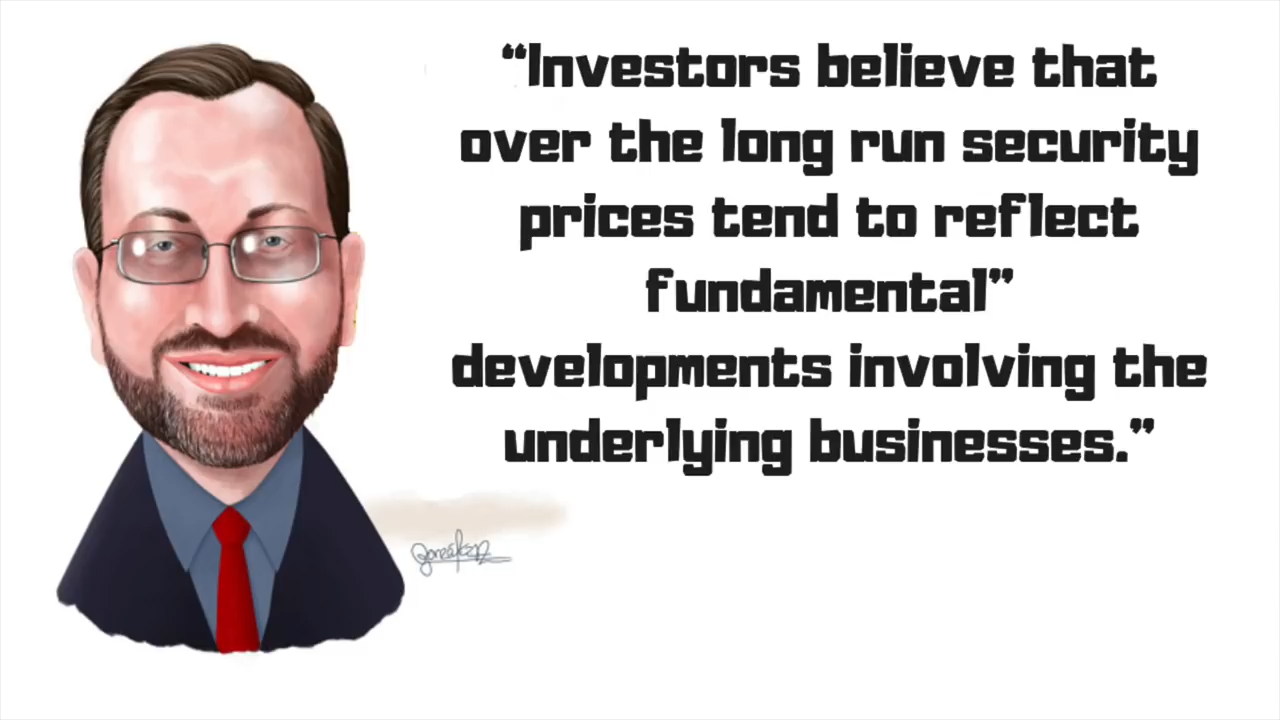 “Investors believe that
over the long run security
prices tend to reflect
fundamental”
developments involving the
underlying businesses.”